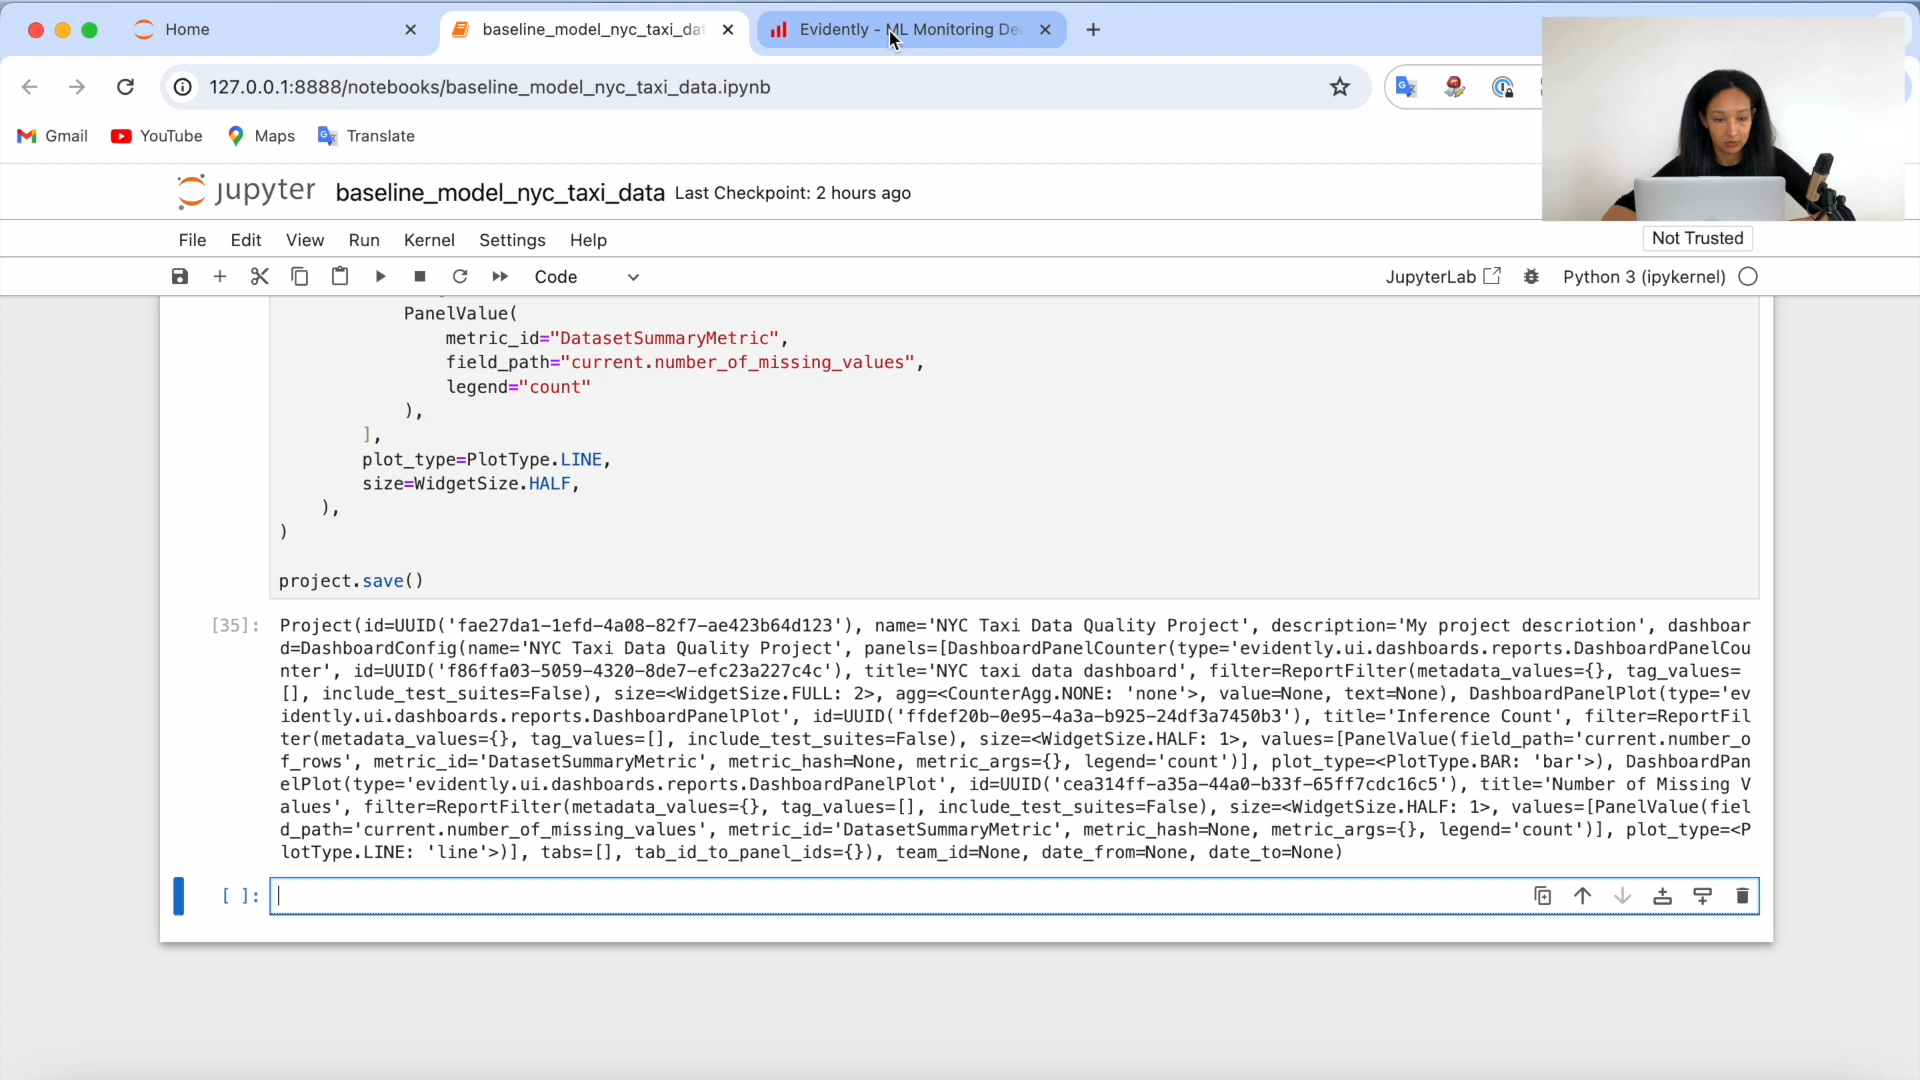 Home
baseline_model_nyc_taxi_dat
Evidently - ML Monitoring De
127.0.0.1:8888/notebooks/baseline_model_nyc_taxi_data.ipynb
Gmail
YouTube
Maps
Translate
jupyter
baseline_model_nyc_taxi_data Last Checkpoint: 2 hours ago
File Edit View Run Kernel Settings Help
Not Trusted
Code
JupyterLab
Python 3 (ipykernel)
PanelValue(
metric_id="DatasetSummaryMetric",
field_path="current.number_of_missing_values",
legend="count"
),
],
plot_type=PlotType.LINE,
size=WidgetSize.HALF,
),
)
project.save()
[35]:
Project(id=UUID('fae27da1-1efd-4a08-82f7-ae423b64d123'), name='NYC Taxi Data Quality Project', description='My project descriotion', dashboar
d=DashboardConfig(name='NYC Taxi Data Quality Project', panels=[DashboardPanelCounter(type='evidently.ui.dashboards.reports.DashboardPanelCou
nter', id=UUID('f86ffa03-5059-4320-8de7-efc23a227c4c'), title='NYC taxi data dashboard', filter=ReportFilter(metadata_values={}, tag_values=
[], include_test_suites=False), size=<WidgetSize.FULL: 2>, agg=<CounterAgg.NONE: 'none'>, value=None, text=None), DashboardPanelPlot(type='ev
idently.ui.dashboards.reports.DashboardPanelPlot', id=UUID('ffdef20b-0e95-4a3a-b925-24df3a7450b3'), title='Inference Count', filter=ReportFil
ter(metadata_values={}, tag_values=[], include_test_suites=False), size=<WidgetSize.HALF: 1>, values=[PanelValue(field_path='current.number_o
f_rows', metric_id='DatasetSummaryMetric', metric_hash=None, metric_args={}, legend='count')], plot_type=<PlotType.BAR: 'bar'>), DashboardPan
elPlot(type='evidently.ui.dashboards.reports.DashboardPanelPlot', id=UUID('cea314ff-a35a-44a0-b33f-65ff7cdc16c5'), title='Number of Missing V
alues', filter=ReportFilter(metadata_values={}, tag_values=[], include_test_suites=False), size=<WidgetSize.HALF: 1>, values=[PanelValue(fiel
d_path='current.number_of_missing_values', metric_id='DatasetSummaryMetric', metric_hash=None, metric_args={}, legend='count')], plot_type=<P
lotType.LINE: 'line'>)], tabs=[], tab_id_to_panel_ids={}), team_id=None, date_from=None, date_to=None)
[ ]: